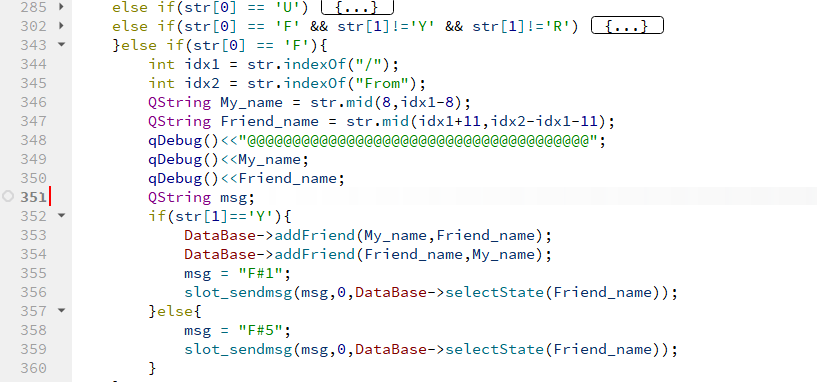 285 else if(str[0] == 'U') {...}
302 else if(str[0] == 'F' && str[1]!='Y' && str[1]!='R') {...}
343 }else if(str[0] == 'F'){
344 int idx1 = str.indexOf("/");
345 int idx2 = str.indexOf("From");
346 QString My_name = str.mid(8,idx1-8);
347 QString Friend_name = str.mid(idx1+11,idx2-idx1-11);
348 qDebug()<<"@@@@@@@@@@@@@@@@@@@@@@@@@@@@@@@@@@@@@@";
349 qDebug()<<My_name;
350 qDebug()<<Friend_name;
351 QString msg;
352 if(str[1]=='Y'){
353 DataBase->addFriend(My_name,Friend_name);
354 DataBase->addFriend(Friend_name,My_name);
355 msg = "F#1";
356 slot_sendmsg(msg,0,DataBase->selectState(Friend_name));
357 }else{
358 msg = "F#5";
359 slot_sendmsg(msg,0,DataBase->selectState(Friend_name));
360 }